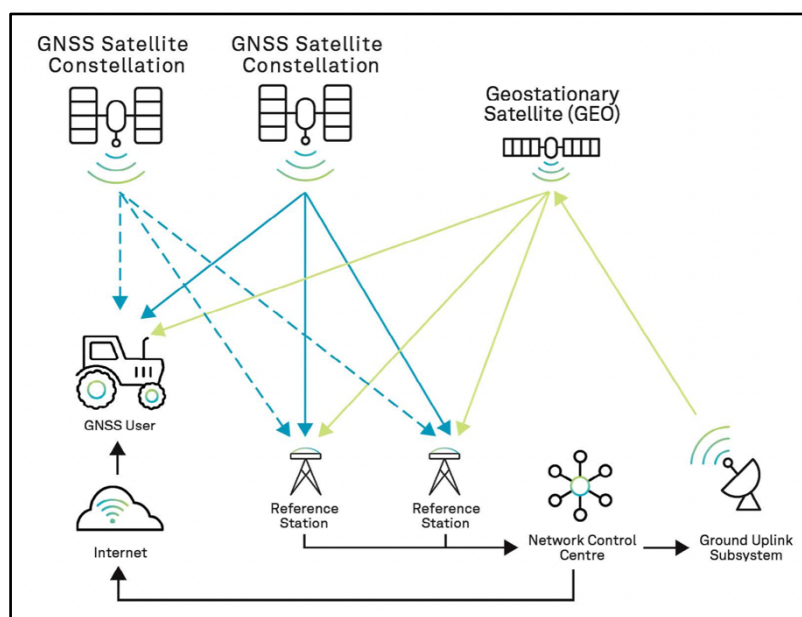 GNSS Satellite
Constellation
GNSS Satellite
Constellation
Geostationary
Satellite (GEO)
GNSS User
Internet
Reference
Station
Reference
Station
Network Control
Centre
Ground Uplink
Subsystem